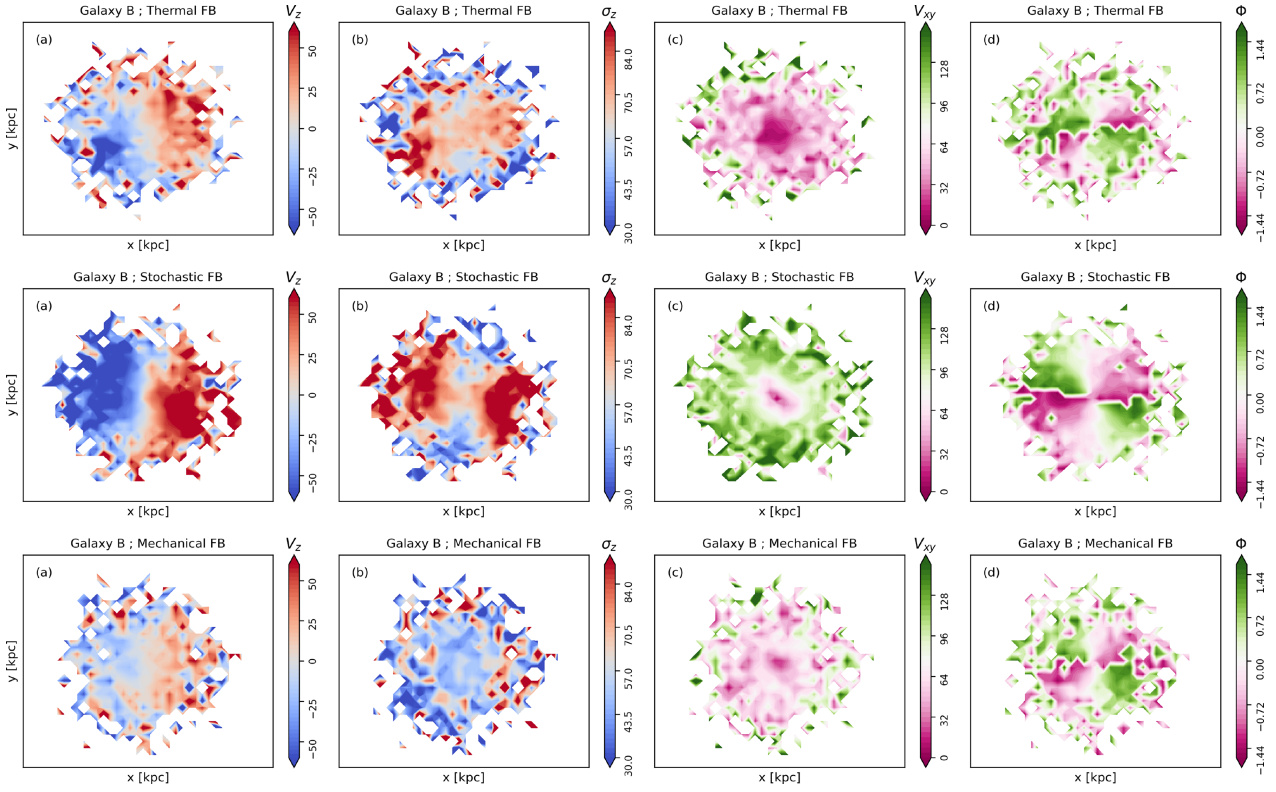 Galaxy B ; Thermal FB
V_z
Galaxy B ; Thermal FB
σ_z
Galaxy B ; Thermal FB
V_xy
Galaxy B ; Thermal FB
Φ
(a)
(b)
(c)
(d)
50
25
0
−25
−50
84.0
70.5
57.0
43.5
30.0
128
96
64
32
0
1.44
0.72
0.00
−0.72
−1.44
y [kpc]
x [kpc]
x [kpc]
x [kpc]
x [kpc]
Galaxy B ; Stochastic FB
V_z
Galaxy B ; Stochastic FB
σ_z
Galaxy B ; Stochastic FB
V_xy
Galaxy B ; Stochastic FB
Φ
(a)
(b)
(c)
(d)
50
25
0
−25
−50
84.0
70.5
57.0
43.5
30.0
128
96
64
32
0
1.44
0.72
0.00
−0.72
−1.44
y [kpc]
x [kpc]
x [kpc]
x [kpc]
x [kpc]
Galaxy B ; Mechanical FB
V_z
Galaxy B ; Mechanical FB
σ_z
Galaxy B ; Mechanical FB
V_xy
Galaxy B ; Mechanical FB
Φ
(a)
(b)
(c)
(d)
50
25
0
−25
−50
84.0
70.5
57.0
43.5
30.0
128
96
64
32
0
1.44
0.72
0.00
−0.72
−1.44
y [kpc]
x [kpc]
x [kpc]
x [kpc]
x [kpc]